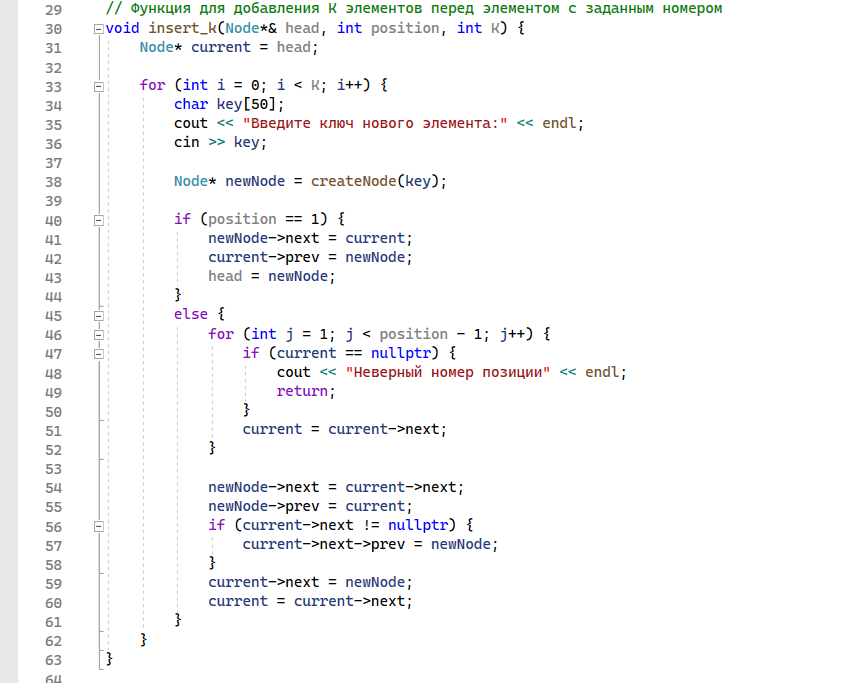 29 // Функция для добавления К элементов перед элементом с заданным номером
30 void insert_k(Node*& head, int position, int K) {
31     Node* current = head;
32
33     for (int i = 0; i < K; i++) {
34         char key[50];
35         cout << "Введите ключ нового элемента:" << endl;
36         cin >> key;
37
38         Node* newNode = createNode(key);
39
40         if (position == 1) {
41             newNode->next = current;
42             current->prev = newNode;
43             head = newNode;
44         }
45         else {
46             for (int j = 1; j < position - 1; j++) {
47                 if (current == nullptr) {
48                     cout << "Неверный номер позиции" << endl;
49                     return;
50                 }
51                 current = current->next;
52             }
53
54             newNode->next = current->next;
55             newNode->prev = current;
56             if (current->next != nullptr) {
57                 current->next->prev = newNode;
58             }
59             current->next = newNode;
60             current = current->next;
61         }
62     }
63 }
64